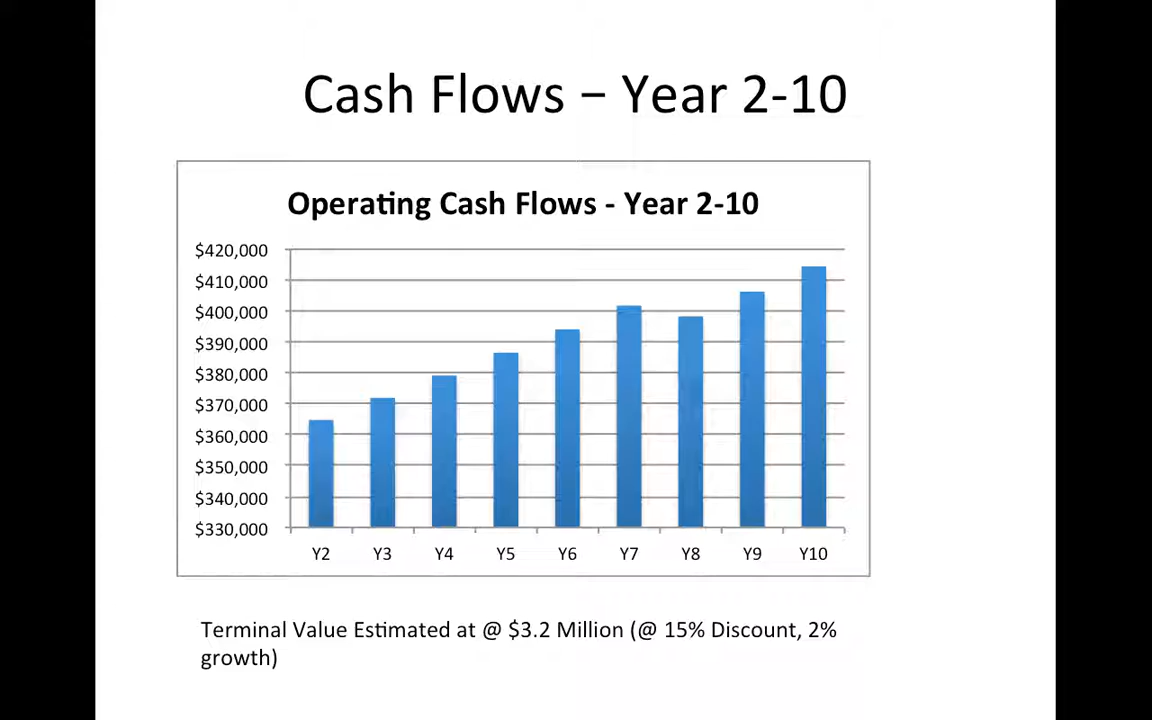 Cash Flows − Year 2-10
Operating Cash Flows - Year 2-10
$420,000
$410,000
$400,000
$390,000
$380,000
$370,000
$360,000
$350,000
$340,000
$330,000
Y2 Y3 Y4 Y5 Y6 Y7 Y8 Y9 Y10
Terminal Value Estimated at @ $3.2 Million (@ 15% Discount, 2%
growth)